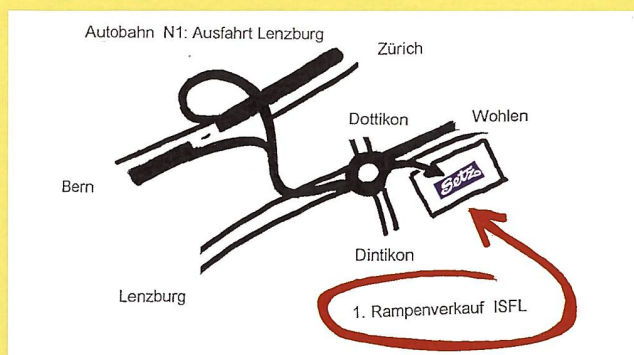 Autobahn N1: Ausfahrt Lenzburg
Zürich
Dottikon
Wohlen
Bern
Setz
Dintikon
Lenzburg
1. Rampenverkauf ISFL